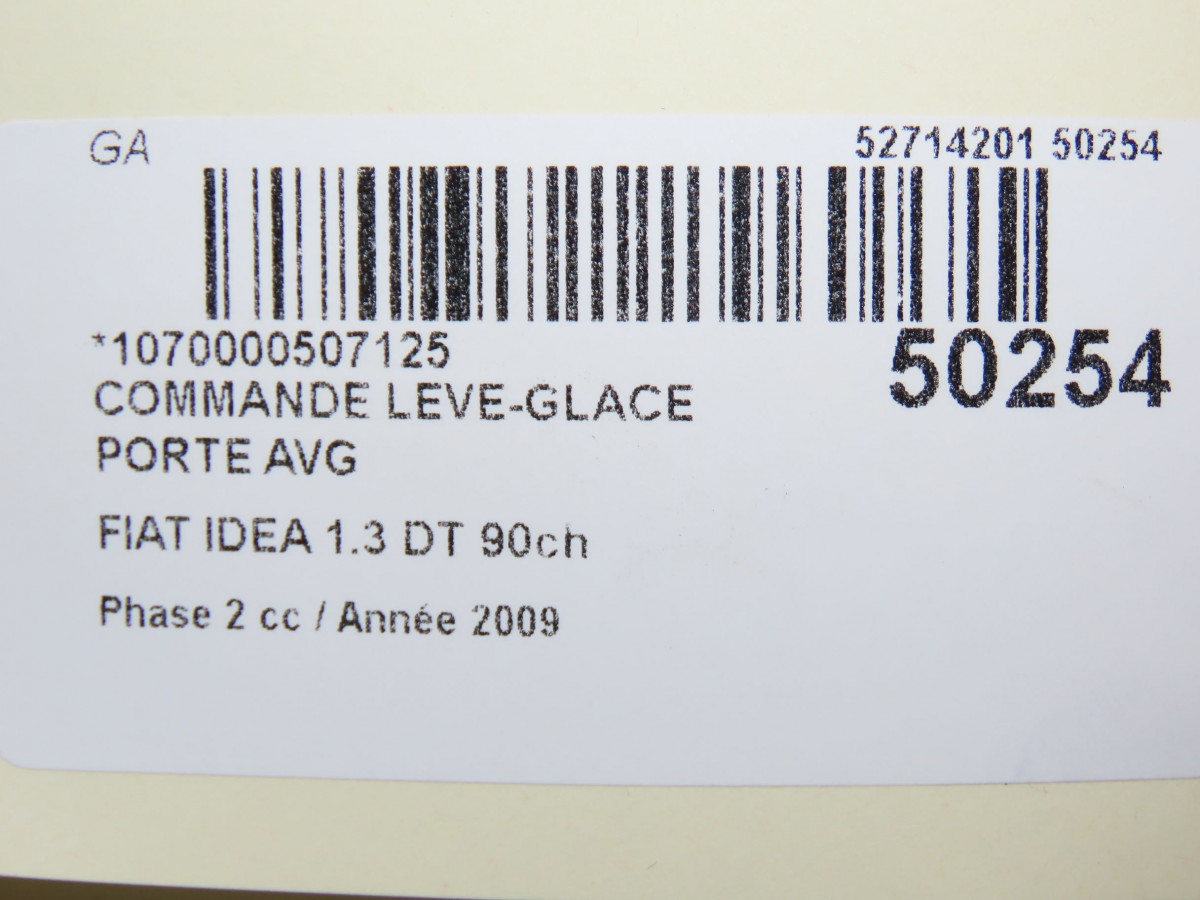 GA
52714201 50254
*1070000507125
50254
COMMANDE LEVE-GLACE
PORTE AVG
FIAT IDEA 1.3 DT 90ch
Phase 2 cc / Année 2009